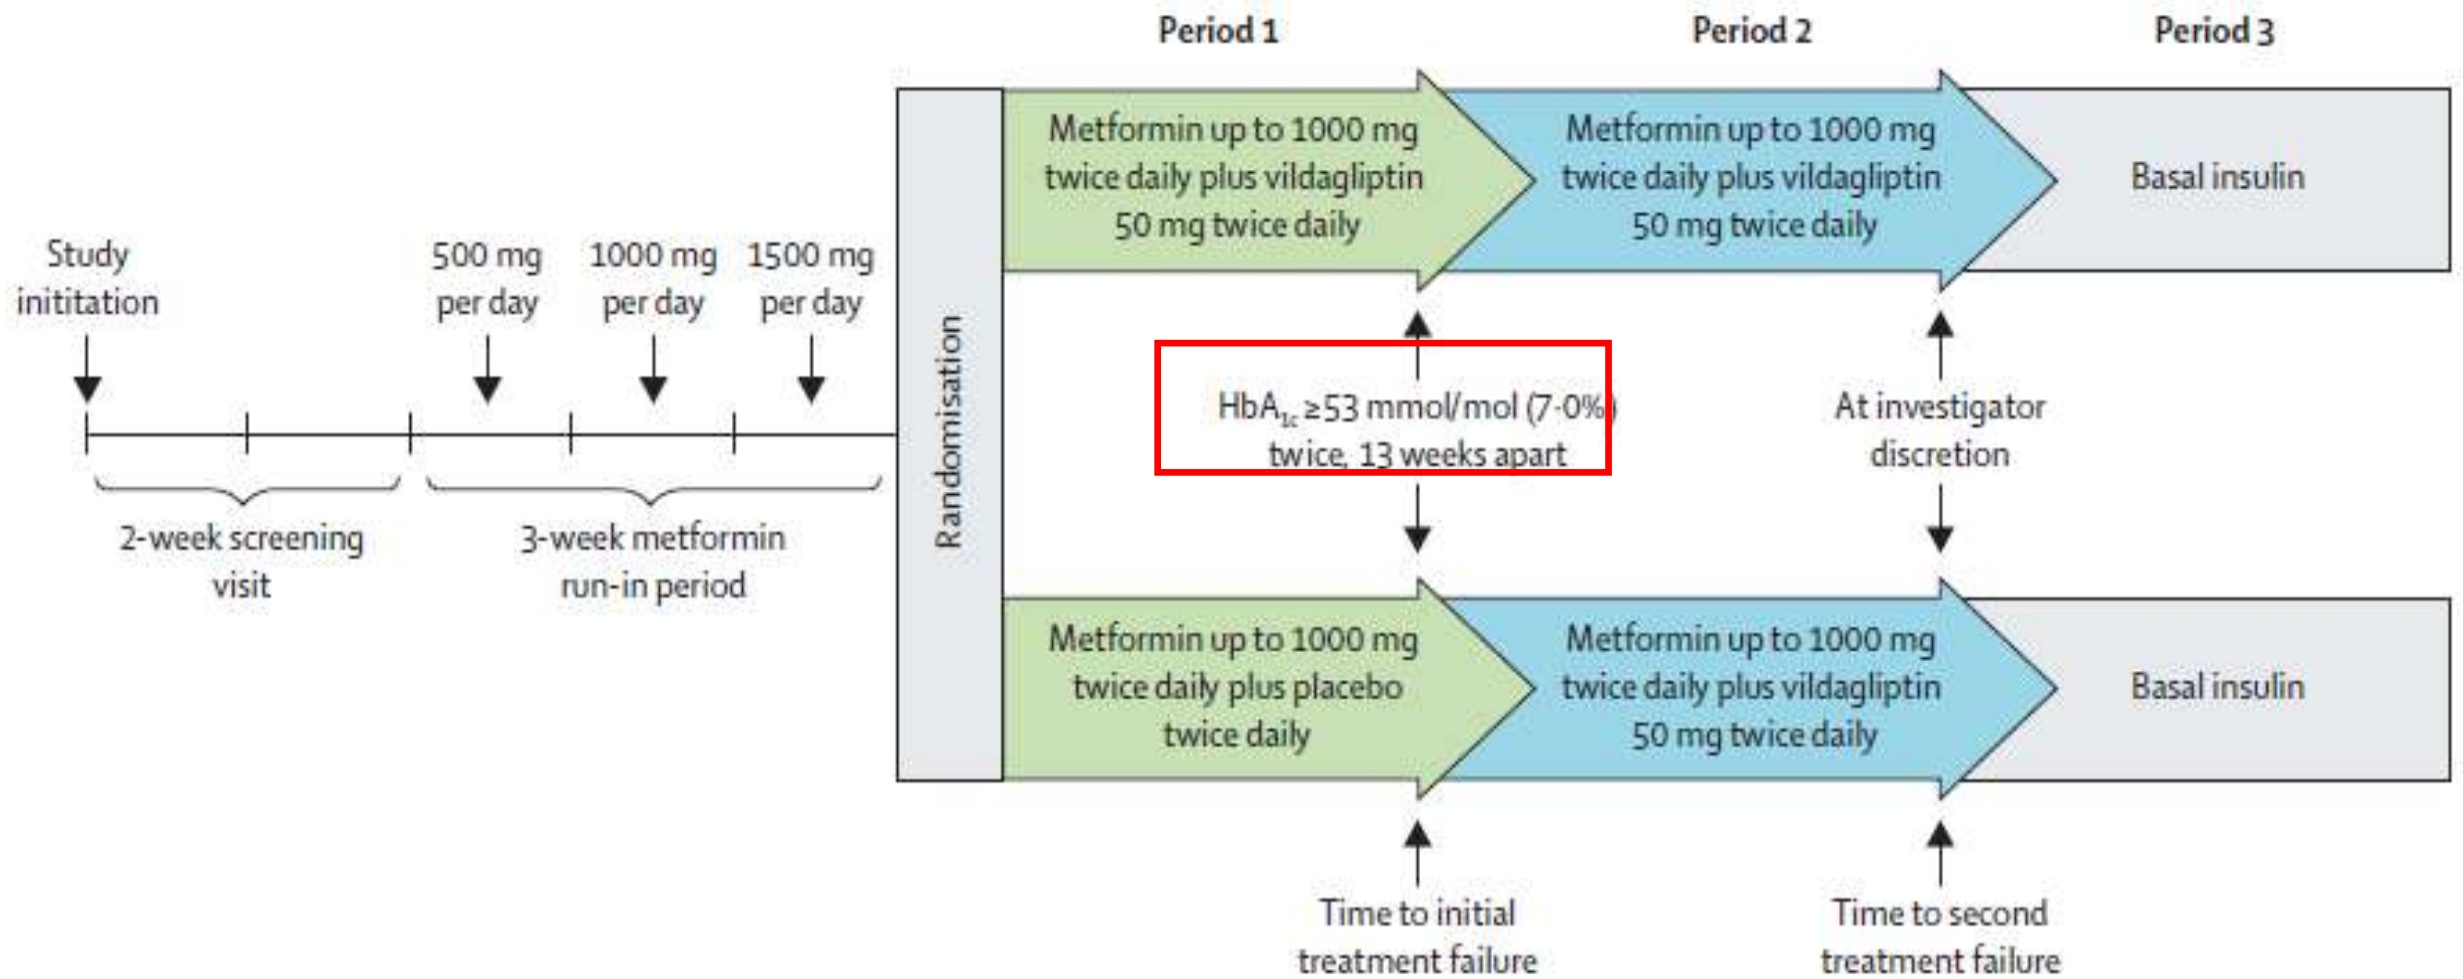 Period 1
Period 2
Period 3
Metformin up to 1000 mg
twice daily plus vildagliptin
50 mg twice daily
Metformin up to 1000 mg
twice daily plus vildagliptin
50 mg twice daily
Basal insulin
Study
inititation
500 mg
per day
1000 mg
per day
1500 mg
per day
Randomisation
HbA1c ≥53 mmol/mol (7·0%)
twice, 13 weeks apart
At investigator
discretion
2-week screening
visit
3-week metformin
run-in period
Metformin up to 1000 mg
twice daily plus placebo
twice daily
Metformin up to 1000 mg
twice daily plus vildagliptin
50 mg twice daily
Basal insulin
Time to initial
treatment failure
Time to second
treatment failure